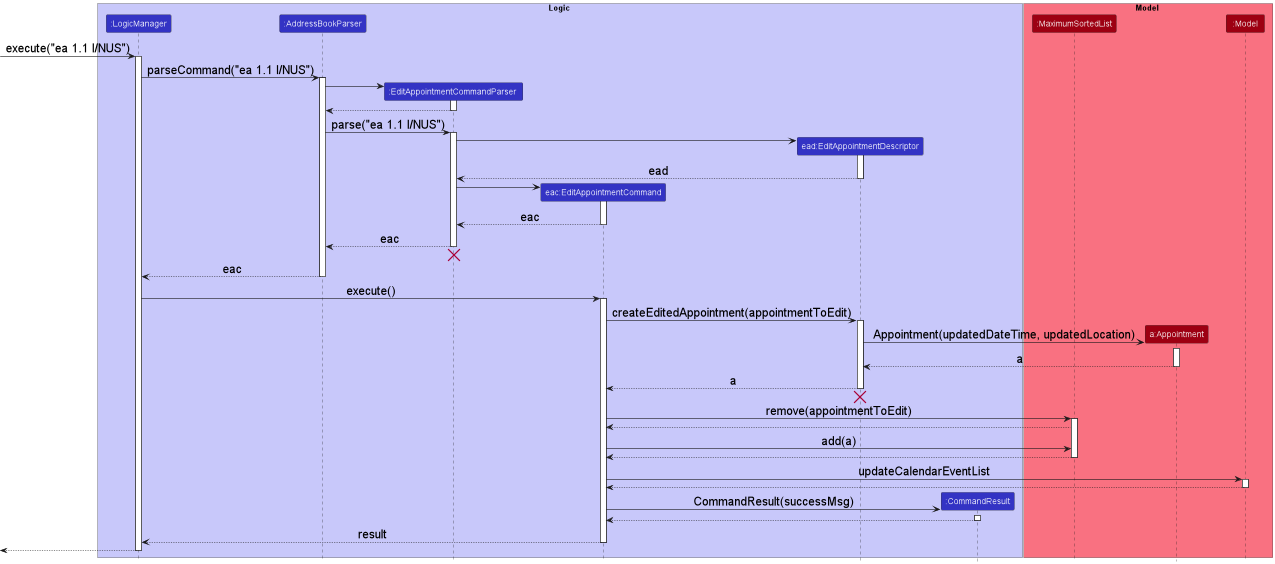 Logic
Model
:LogicManager
:AddressBookParser
:MaximumSortedList
:Model
execute("ea 1.1 l/NUS")
parseCommand("ea 1.1 l/NUS")
:EditAppointmentCommandParser
parse("ea 1.1 l/NUS")
ead:EditAppointmentDescriptor
ead
eac:EditAppointmentCommand
eac
eac
eac
execute()
createEditedAppointment(appointmentToEdit)
Appointment(updatedDateTime, updatedLocation)
a:Appointment
a
a
remove(appointmentToEdit)
add(a)
updateCalendarEventList
CommandResult(successMsg)
:CommandResult
result